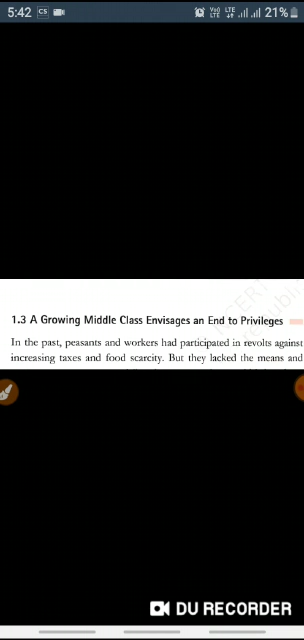 5:42 CS 21%
1.3 A Growing Middle Class Envisages an End to Privileges
In the past, peasants and workers had participated in revolts against
increasing taxes and food scarcity. But they lacked the means and
DU RECORDER